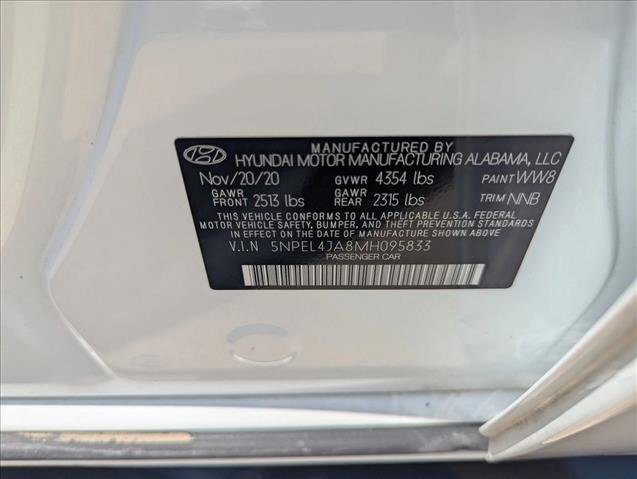 MANUFACTURED BY
HYUNDAI MOTOR MANUFACTURING ALABAMA, LLC
Nov/20/20 GVWR 4354 lbs PAINT WW8
GAWR FRONT 2513 lbs GAWR REAR 2315 lbs TRIM NNB
THIS VEHICLE CONFORMS TO ALL APPLICABLE U.S.A. FEDERAL
MOTOR VEHICLE SAFETY, BUMPER, AND THEFT PREVENTION STANDARDS
IN EFFECT ON THE DATE OF MANUFACTURE SHOWN ABOVE.
V.I.N 5NPEL4JA8MH095833
PASSENGER CAR